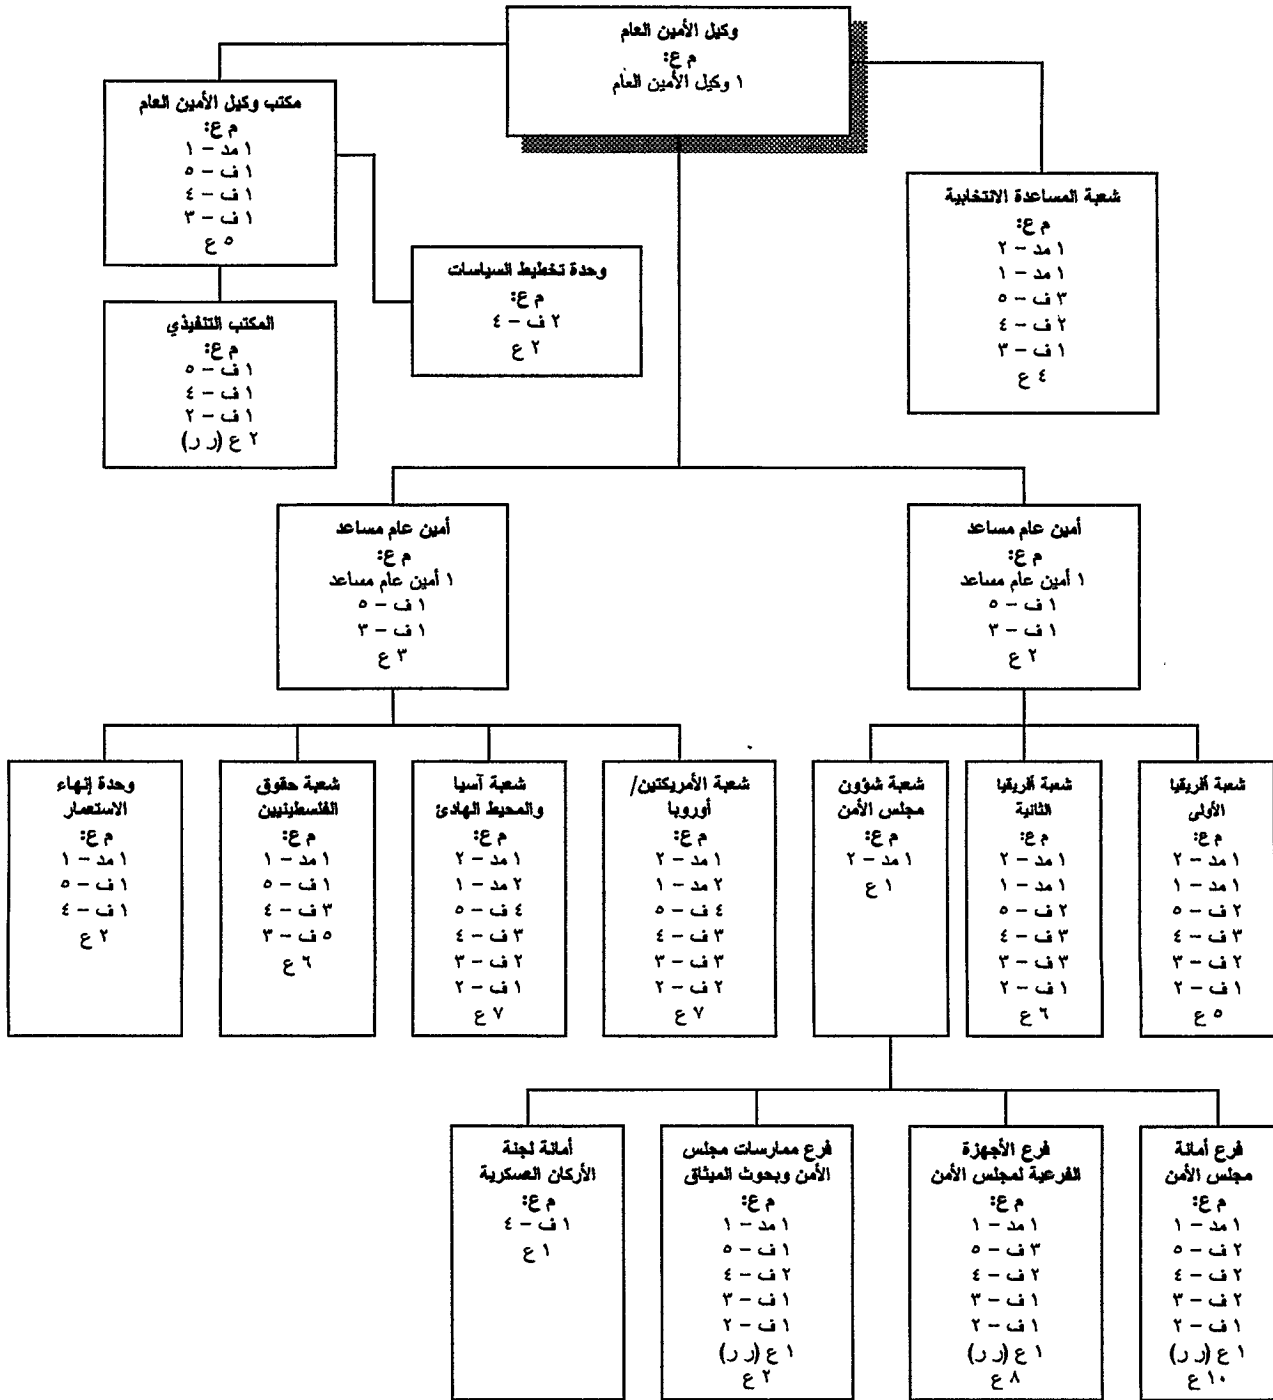 وكيل الأمين العام
م ع:
١ وكيل الأمين العام
مكتب وكيل الأمين العام
م ع:
١ مد – ١
١ ف – ٥
١ ف – ٤
١ ف – ٣
٥ ع
شعبة المساعدة الانتخابية
م ع:
١ مد – ٢
١ مد – ١
٣ ف – ٥
٢ ف – ٤
١ ف – ٣
٤ ع
وحدة تخطيط السياسات
م ع:
٢ ف – ٤
٢ ع
المكتب التنفيذي
م ع:
١ ف – ٥
١ ف – ٤
١ ف – ٢
٢ ع (ر ر)
أمين عام مساعد
م ع:
١ أمين عام مساعد
١ ف – ٥
١ ف – ٣
٢ ع
أمين عام مساعد
م ع:
١ أمين عام مساعد
١ ف – ٥
١ ف – ٣
٣ ع
شعبة أفريقيا
الأولى
م ع:
١ مد – ٢
١ مد – ١
٢ ف – ٥
٣ ف – ٤
٢ ف – ٣
١ ف – ٢
٥ ع
شعبة أفريقيا
الثانية
م ع:
١ مد – ٢
١ مد – ١
٢ ف – ٥
٣ ف – ٤
٣ ف – ٣
١ ف – ٢
٦ ع
شعبة شؤون
مجلس الأمن
م ع:
١ مد – ٢
١ ع
شعبة الأمريكتين/
أوروبا
م ع:
١ مد – ٢
٢ مد – ١
٤ ف – ٥
٣ ف – ٤
٣ ف – ٣
٢ ف – ٢
٧ ع
شعبة آسيا
والمحيط الهادئ
م ع:
١ مد – ٢
٢ مد – ١
٤ ف – ٥
٣ ف – ٤
٢ ف – ٣
١ ف – ٢
٧ ع
شعبة حقوق
الفلسطينيين
م ع:
١ مد – ١
١ ف – ٥
٣ ف – ٤
٥ ف – ٣
٦ ع
وحدة إنهاء
الاستعمار
م ع:
١ مد – ١
١ ف – ٥
١ ف – ٤
٢ ع
فرع أمانة
مجلس الأمن
م ع:
١ مد – ١
٢ ف – ٥
٢ ف – ٤
٢ ف – ٣
١ ف – ٢
١ ع (ر ر)
١٠ ع
فرع الأجهزة
الفرعية لمجلس الأمن
م ع:
١ مد – ١
٣ ف – ٥
٢ ف – ٤
١ ف – ٣
١ ف – ٢
١ ع (ر ر)
٨ ع
فرع ممارسات مجلس
الأمن وبحوث الميثاق
م ع:
١ مد – ١
١ ف – ٥
٢ ف – ٤
١ ف – ٣
١ ف – ٢
١ ع (ر ر)
٢ ع
أمانة لجنة
الأركان العسكرية
م ع:
١ ف – ٤
١ ع